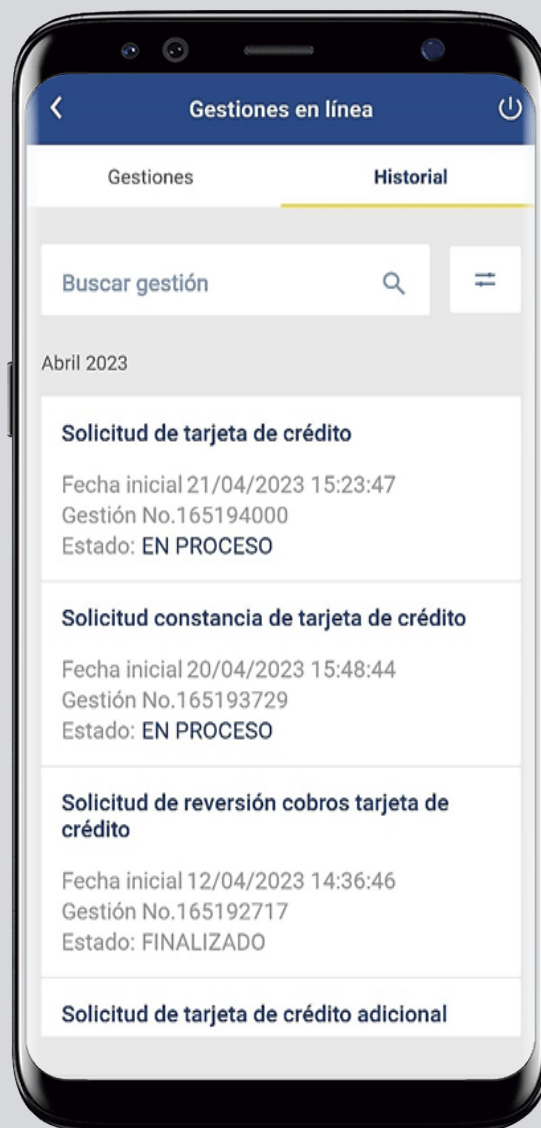 Gestiones en línea
Gestiones
Historial
Buscar gestión
Abril 2023
Solicitud de tarjeta de crédito
Fecha inicial 21/04/2023 15:23:47
Gestión No.165194000
Estado: EN PROCESO
Solicitud constancia de tarjeta de crédito
Fecha inicial 20/04/2023 15:48:44
Gestión No.165193729
Estado: EN PROCESO
Solicitud de reversión cobros tarjeta de
crédito
Fecha inicial 12/04/2023 14:36:46
Gestión No.165192717
Estado: FINALIZADO
Solicitud de tarjeta de crédito adicional